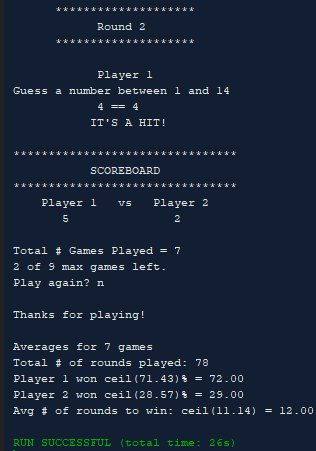 ********************
Round 2
********************
Player 1
Guess a number between 1 and 14
4 == 4
IT'S A HIT!
********************************
SCOREBOARD
********************************
Player 1 vs Player 2
5 2
Total # Games Played = 7
2 of 9 max games left.
Play again? n
Thanks for playing!
Averages for 7 games
Total # of rounds played: 78
Player 1 won ceil(71.43)% = 72.00
Player 2 won ceil(28.57)% = 29.00
Avg # of rounds to win: ceil(11.14) = 12.00
RUN SUCCESSFUL (total time: 26s)